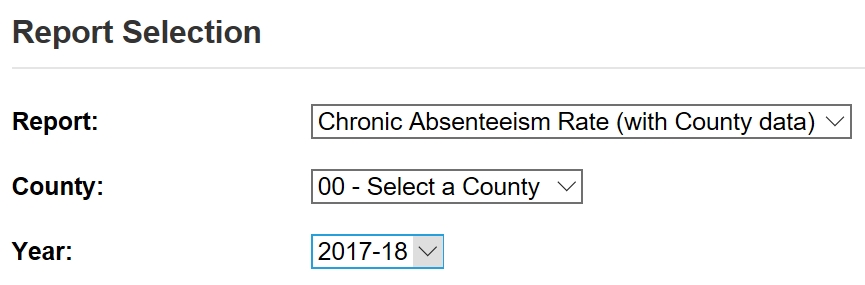 Report Selection
Report: Chronic Absenteeism Rate (with County data)
County: 00 - Select a County
Year: 2017-18